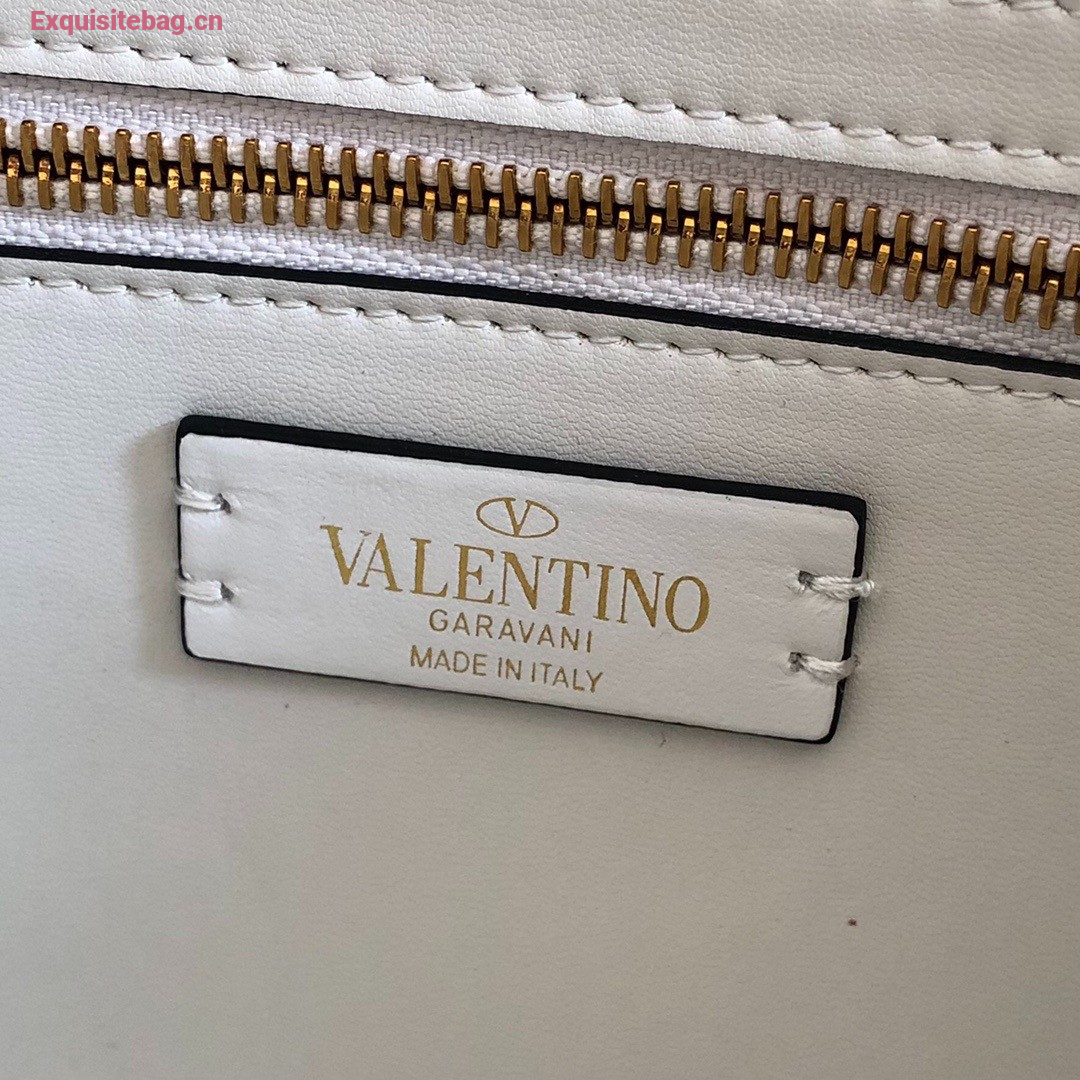 Exquisitebag.cn
V
VALENTINO
GARAVANI
MADE IN ITALY